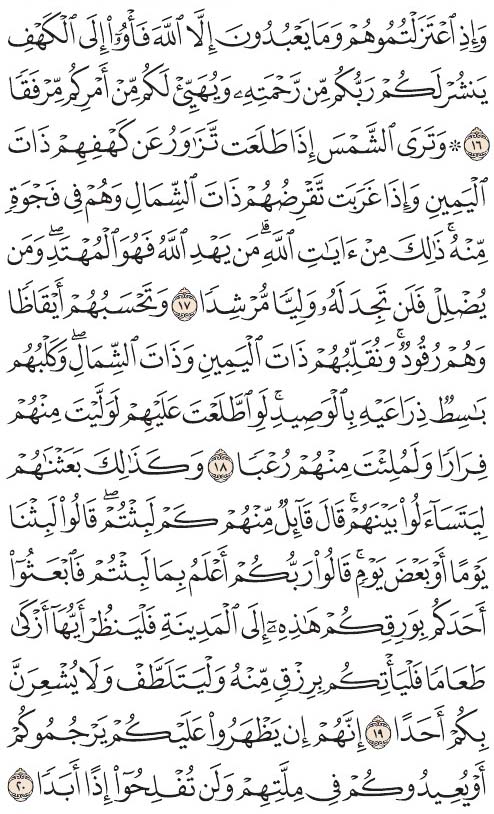 وَإِذِ ٱعْتَزَلْتُمُوهُمْ وَمَا يَعْبُدُونَ إِلَّا ٱللَّهَ فَأْوُۥٓا۟ إِلَى ٱلْكَهْفِ
يَنشُرْ لَكُمْ رَبُّكُم مِّن رَّحْمَتِهِۦ وَيُهَيِّئْ لَكُم مِّنْ أَمْرِكُم مِّرْفَقًا
١٦ ۞ وَتَرَى ٱلشَّمْسَ إِذَا طَلَعَت تَّزَٰوَرُ عَن كَهْفِهِمْ ذَاتَ
ٱلْيَمِينِ وَإِذَا غَرَبَت تَّقْرِضُهُمْ ذَاتَ ٱلشِّمَالِ وَهُمْ فِى فَجْوَةٍ
مِّنْهُ ۚ ذَٰلِكَ مِنْ ءَايَٰتِ ٱللَّهِ ۗ مَن يَهْدِ ٱللَّهُ فَهُوَ ٱلْمُهْتَدِ ۖ وَمَن
يُضْلِلْ فَلَن تَجِدَ لَهُۥ وَلِيًّا مُّرْشِدًا ١٧ وَتَحْسَبُهُمْ أَيْقَاظًا
وَهُمْ رُقُودٌ ۚ وَنُقَلِّبُهُمْ ذَاتَ ٱلْيَمِينِ وَذَاتَ ٱلشِّمَالِ ۖ وَكَلْبُهُم
بَٰسِطٌ ذِرَاعَيْهِ بِٱلْوَصِيدِ ۚ لَوِ ٱطَّلَعْتَ عَلَيْهِمْ لَوَلَّيْتَ مِنْهُمْ
فِرَارًا وَلَمُلِئْتَ مِنْهُمْ رُعْبًا ١٨ وَكَذَٰلِكَ بَعَثْنَٰهُمْ
لِيَتَسَآءَلُوا۟ بَيْنَهُمْ ۚ قَالَ قَآئِلٌ مِّنْهُمْ كَمْ لَبِثْتُمْ ۖ قَالُوا۟ لَبِثْنَا
يَوْمًا أَوْ بَعْضَ يَوْمٍ ۚ قَالُوا۟ رَبُّكُمْ أَعْلَمُ بِمَا لَبِثْتُمْ فَٱبْعَثُوٓا۟
أَحَدَكُم بِوَرِقِكُمْ هَٰذِهِۦٓ إِلَى ٱلْمَدِينَةِ فَلْيَنظُرْ أَيُّهَآ أَزْكَىٰ
طَعَامًا فَلْيَأْتِكُم بِرِزْقٍ مِّنْهُ وَلْيَتَلَطَّفْ وَلَا يُشْعِرَنَّ
بِكُمْ أَحَدًا ١٩ إِنَّهُمْ إِن يَظْهَرُوا۟ عَلَيْكُمْ يَرْجُمُوكُمْ
أَوْ يُعِيدُوكُمْ فِى مِلَّتِهِمْ وَلَن تُفْلِحُوٓا۟ إِذًا أَبَدًا ٢٠